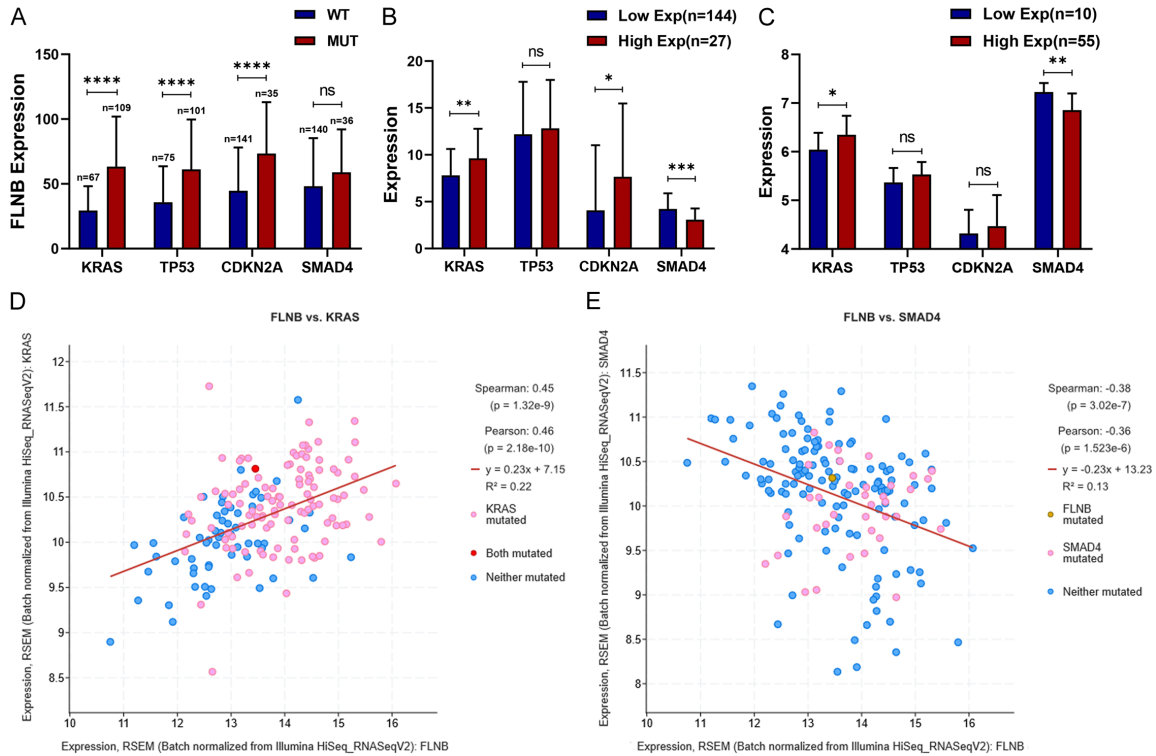 A
WT
MUT
FLNB Expression
150
100
50
0
****
****
****
ns
n=67
n=109
n=75
n=101
n=141
n=35
n=140
n=36
KRAS
TP53
CDKN2A
SMAD4
B
Low Exp(n=144)
High Exp(n=27)
Expression
20
15
10
5
0
**
ns
*
***
KRAS
TP53
CDKN2A
SMAD4
C
Low Exp(n=10)
High Exp(n=55)
Expression
8
7
6
5
4
*
ns
ns
**
KRAS
TP53
CDKN2A
SMAD4
D
FLNB vs. KRAS
Expression, RSEM (Batch normalized from Illumina HiSeq_RNASeqV2): KRAS
12
11.5
11
10.5
10
9.5
9
8.5
10
11
12
13
14
15
16
Expression, RSEM (Batch normalized from Illumina HiSeq_RNASeqV2): FLNB
Spearman: 0.45
(p = 1.32e-9)
Pearson: 0.46
(p = 2.18e-10)
y = 0.23x + 7.15
R² = 0.22
KRAS
mutated
Both mutated
Neither mutated
E
FLNB vs. SMAD4
Expression, RSEM (Batch normalized from Illumina HiSeq_RNASeqV2): SMAD4
11.5
11
10.5
10
9.5
9
8.5
8
10
11
12
13
14
15
16
Expression, RSEM (Batch normalized from Illumina HiSeq_RNASeqV2): FLNB
Spearman: -0.38
(p = 3.02e-7)
Pearson: -0.36
(p = 1.523e-6)
y = -0.23x + 13.23
R² = 0.13
FLNB
mutated
SMAD4
mutated
Neither mutated